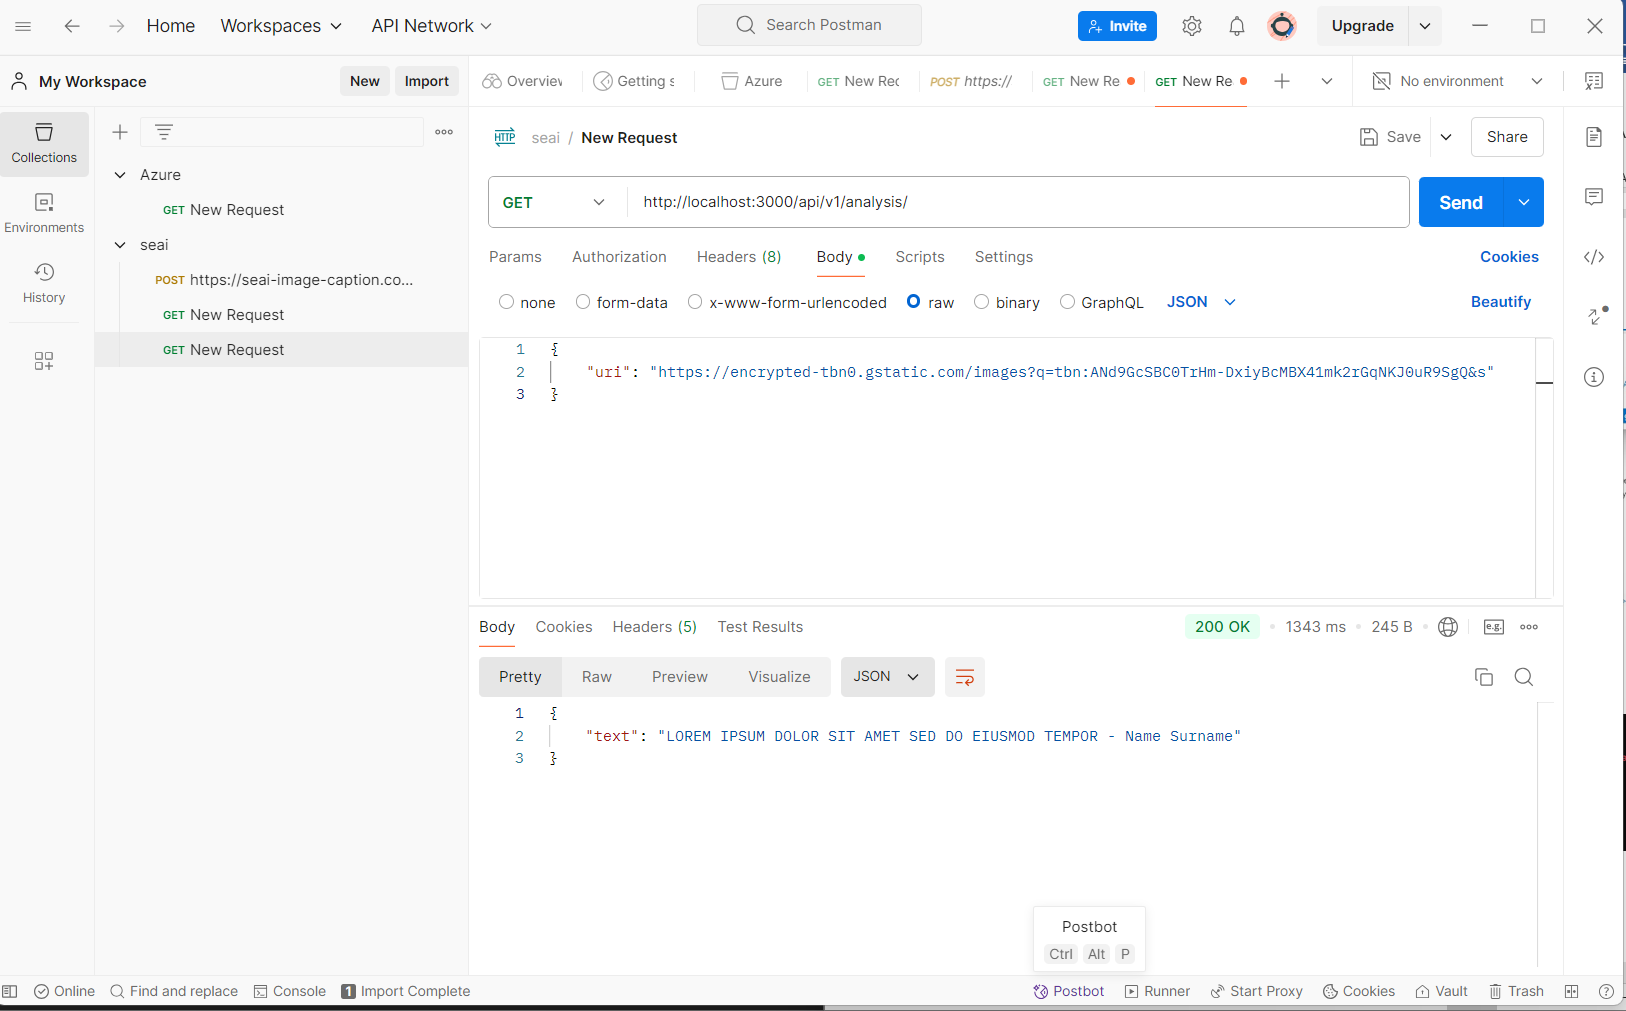 Home Workspaces API Network Search Postman Invite Upgrade
My Workspace New Import Overview Getting s Azure GET New Rec POST https:// GET New Re GET New Re No environment
Collections
Environments
History
Azure
GET New Request
seai
POST https://seai-image-caption.co...
GET New Request
GET New Request
HTTP seai / New Request Save Share
GET http://localhost:3000/api/v1/analysis/ Send
Params Authorization Headers (8) Body Scripts Settings Cookies
none form-data x-www-form-urlencoded raw binary GraphQL JSON Beautify
1 {
2 "uri": "https://encrypted-tbn0.gstatic.com/images?q=tbn:ANd9GcSBC0TrHm-DxiyBcMBX41mk2rGqNKJ0uR9SgQ&s"
3 }
Body Cookies Headers (5) Test Results 200 OK 1343 ms 245 B e.g.
Pretty Raw Preview Visualize JSON
1 {
2 "text": "LOREM IPSUM DOLOR SIT AMET SED DO EIUSMOD TEMPOR - Name Surname"
3 }
Postbot
Ctrl Alt P
Online Find and replace Console 1 Import Complete Postbot Runner Start Proxy Cookies Vault Trash